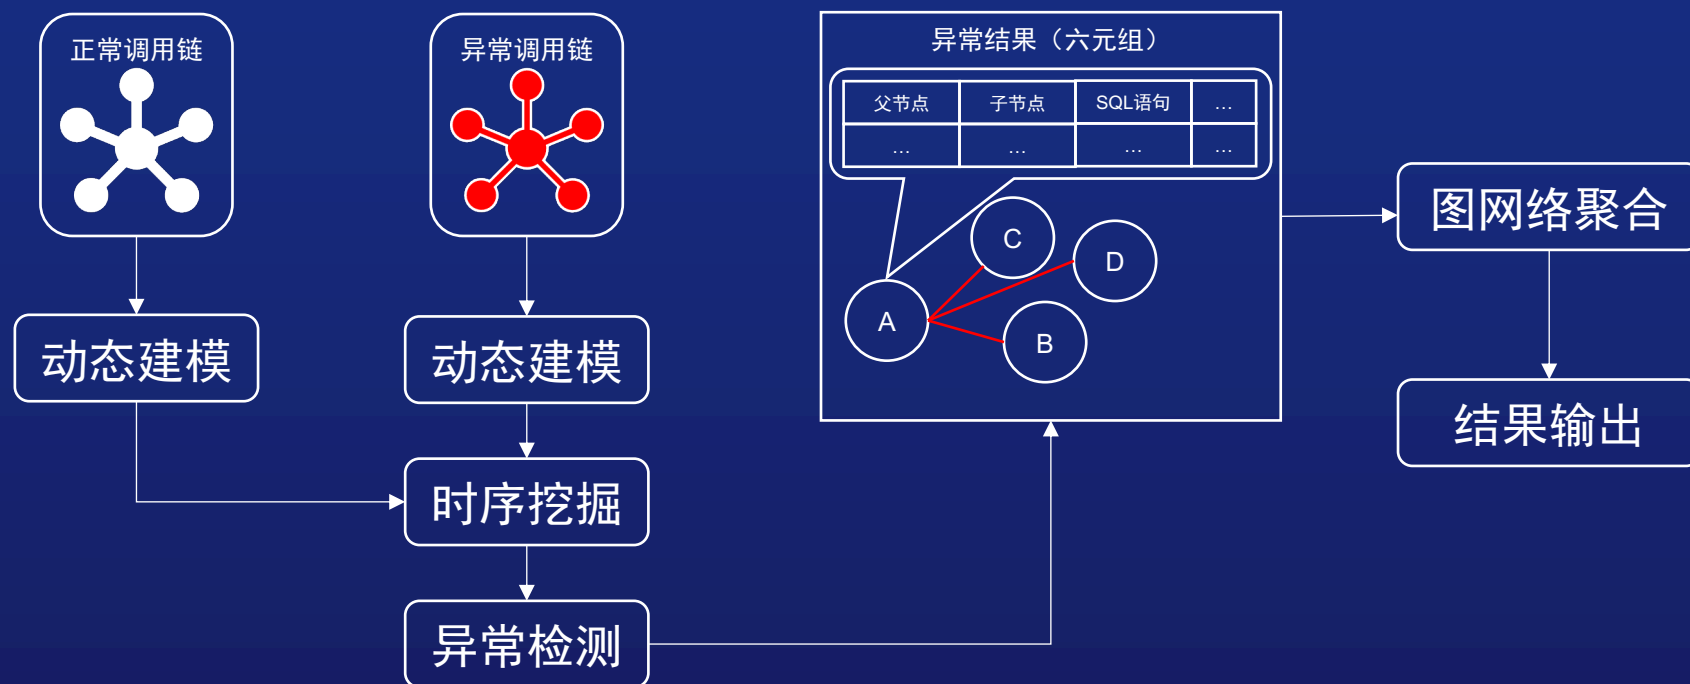 正常调用链
异常调用链
异常结果（六元组）
父节点 子节点 SQL语句 …
… … … …
C
D
A
B
动态建模
动态建模
时序挖掘
异常检测
图网络聚合
结果输出